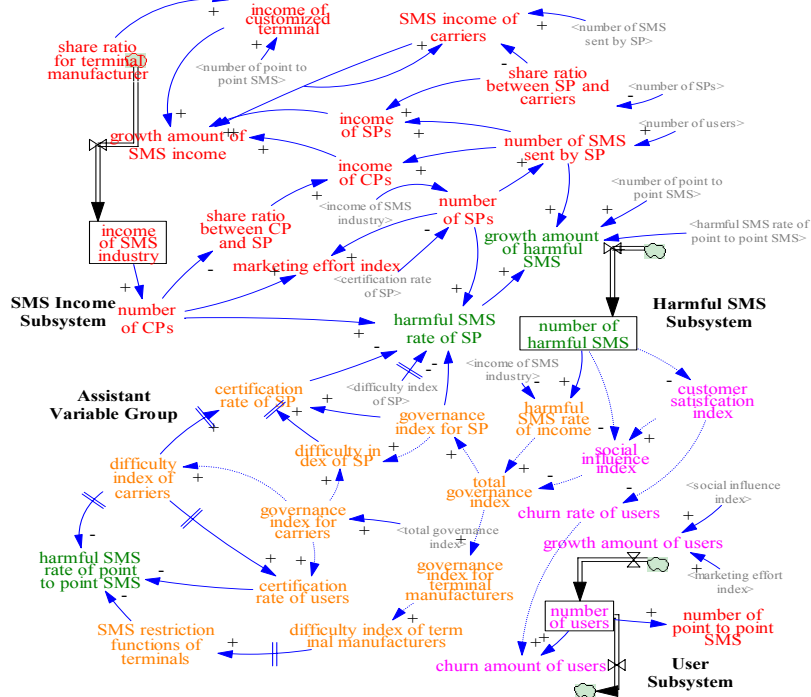 income of
customized
terminal
SMS income of
carriers
<number of SMS
sent by SP>
share ratio
for terminal
manufacturer
<number of point to
point SMS>
share ratio
between SP and
carriers
<number of SPs>
income
of SPs
<number of users>
growth amount of
SMS income
number of SMS
sent by SP
income
of CPs
<number of point to
point SMS>
<income of SMS
industry>
number
of SPs
share ratio
between CP
and SP
income
of SMS
industry
growth amount
of harmful
SMS
<harmful SMS rate of
point to point SMS>
marketing effort index
<certification rate
of SP>
SMS Income
Subsystem
number
of CPs
harmful SMS
rate of SP
number of
harmful SMS
Harmful SMS
Subsystem
<income of SMS
industry>
<difficulty index
of SP>
certification
rate of SP
customer
satisfcation
index
Assistant
Variable Group
governance
index for SP
harmful
SMS rate
of income
difficulty in
dex of SP
social
influence
index
difficulty
index of
carriers
total
governance
index
<social influence
index>
governance
index for
carriers
churn rate of users
<total governance
index>
growth amount of users
harmful SMS
rate of point
to point SMS
governance
index for
terminal
manufacturers
<marketing effort
index>
certification
rate of users
number
of users
number of
point to point
SMS
SMS restriction
functions of
terminals
difficulty index of term
inal manufacturers
churn amount of users
User
Subsystem